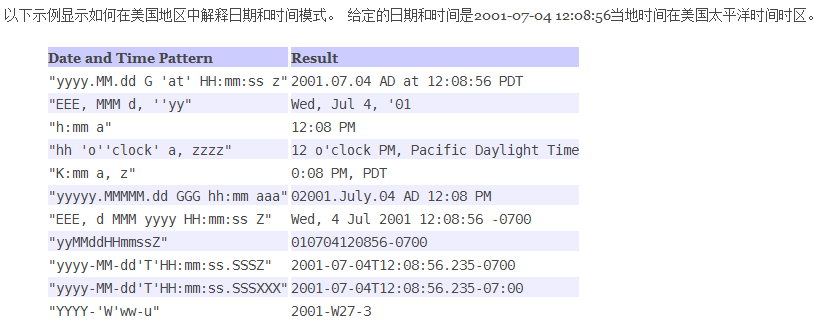 以下示例显示如何在美国地区中解释日期和时间模式。 给定的日期和时间是2001-07-04 12:08:56当地时间在美国太平洋时间时区。
Date and Time Pattern Result
"yyyy.MM.dd G 'at' HH:mm:ss z" 2001.07.04 AD at 12:08:56 PDT
"EEE, MMM d, ''yy" Wed, Jul 4, '01
"h:mm a" 12:08 PM
"hh 'o''clock' a, zzzz" 12 o'clock PM, Pacific Daylight Time
"K:mm a, z" 0:08 PM, PDT
"yyyyy.MMMMM.dd GGG hh:mm aaa" 02001.July.04 AD 12:08 PM
"EEE, d MMM yyyy HH:mm:ss Z" Wed, 4 Jul 2001 12:08:56 -0700
"yyMMddHHmmssZ" 010704120856-0700
"yyyy-MM-dd'T'HH:mm:ss.SSSZ" 2001-07-04T12:08:56.235-0700
"yyyy-MM-dd'T'HH:mm:ss.SSSXXX" 2001-07-04T12:08:56.235-07:00
"YYYY-'W'ww-u" 2001-W27-3